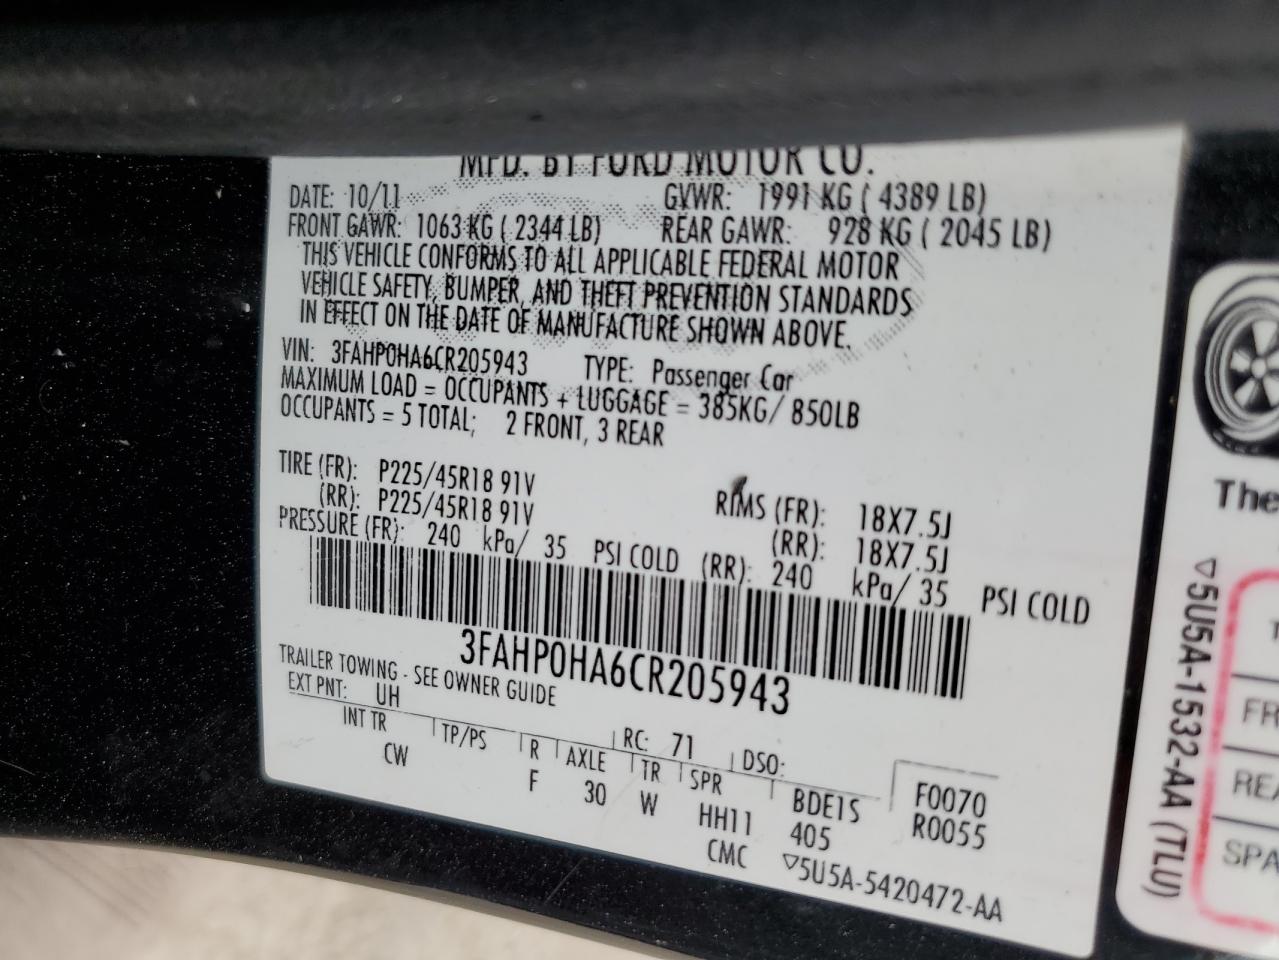 MFD. BY FORD MOTOR CO.
DATE: 10/11 GVWR: 1991 KG ( 4389 LB)
FRONT GAWR: 1063 KG ( 2344 LB) REAR GAWR: 928 KG ( 2045 LB)
THIS VEHICLE CONFORMS TO ALL APPLICABLE FEDERAL MOTOR
VEHICLE SAFETY, BUMPER, AND THEFT PREVENTION STANDARDS
IN EFFECT ON THE DATE OF MANUFACTURE SHOWN ABOVE.
VIN: 3FAHP0HA6CR205943 TYPE: Passenger Car
MAXIMUM LOAD = OCCUPANTS + LUGGAGE = 385KG/ 850LB
OCCUPANTS = 5 TOTAL; 2 FRONT, 3 REAR
TIRE (FR): P225/45R18 91V RIMS (FR): 18X7.5J
(RR): P225/45R18 91V (RR): 18X7.5J
PRESSURE (FR): 240 kPa/ 35 PSI COLD (RR): 240 kPa/ 35 PSI COLD
3FAHP0HA6CR205943
TRAILER TOWING - SEE OWNER GUIDE
EXT PNT: UH RC: 71 DSO:
INT TR TP/PS R AXLE TR SPR BDE1S F0070
CW F 30 W HH11 405 R0055
CMC ▽5U5A-5420472-AA
The
▽5U5A-1532-AA (TLU)
T
FR
REA
SPA